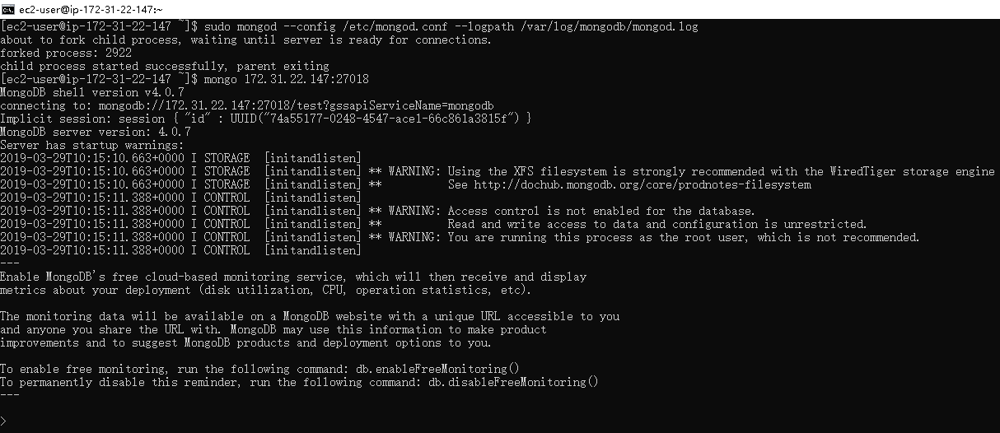 ec2-user@ip-172-31-22-147:~
[ec2-user@ip-172-31-22-147 ~]$ sudo mongod --config /etc/mongod.conf --logpath /var/log/mongodb/mongod.log
about to fork child process, waiting until server is ready for connections.
forked process: 2922
child process started successfully, parent exiting
[ec2-user@ip-172-31-22-147 ~]$ mongo 172.31.22.147:27018
MongoDB shell version v4.0.7
connecting to: mongodb://172.31.22.147:27018/test?gssapiServiceName=mongodb
Implicit session: session { "id" : UUID("74a55177-0248-4547-ace1-66c861a3815f") }
MongoDB server version: 4.0.7
Server has startup warnings:
2019-03-29T10:15:10.663+0000 I STORAGE  [initandlisten]
2019-03-29T10:15:10.663+0000 I STORAGE  [initandlisten] ** WARNING: Using the XFS filesystem is strongly recommended with the WiredTiger storage engine
2019-03-29T10:15:10.663+0000 I STORAGE  [initandlisten] **          See http://dochub.mongodb.org/core/prodnotes-filesystem
2019-03-29T10:15:11.388+0000 I CONTROL  [initandlisten]
2019-03-29T10:15:11.388+0000 I CONTROL  [initandlisten] ** WARNING: Access control is not enabled for the database.
2019-03-29T10:15:11.388+0000 I CONTROL  [initandlisten] **          Read and write access to data and configuration is unrestricted.
2019-03-29T10:15:11.388+0000 I CONTROL  [initandlisten] ** WARNING: You are running this process as the root user, which is not recommended.
2019-03-29T10:15:11.388+0000 I CONTROL  [initandlisten]
---
Enable MongoDB's free cloud-based monitoring service, which will then receive and display
metrics about your deployment (disk utilization, CPU, operation statistics, etc).

The monitoring data will be available on a MongoDB website with a unique URL accessible to you
and anyone you share the URL with. MongoDB may use this information to make product
improvements and to suggest MongoDB products and deployment options to you.

To enable free monitoring, run the following command: db.enableFreeMonitoring()
To permanently disable this reminder, run the following command: db.disableFreeMonitoring()
---

>